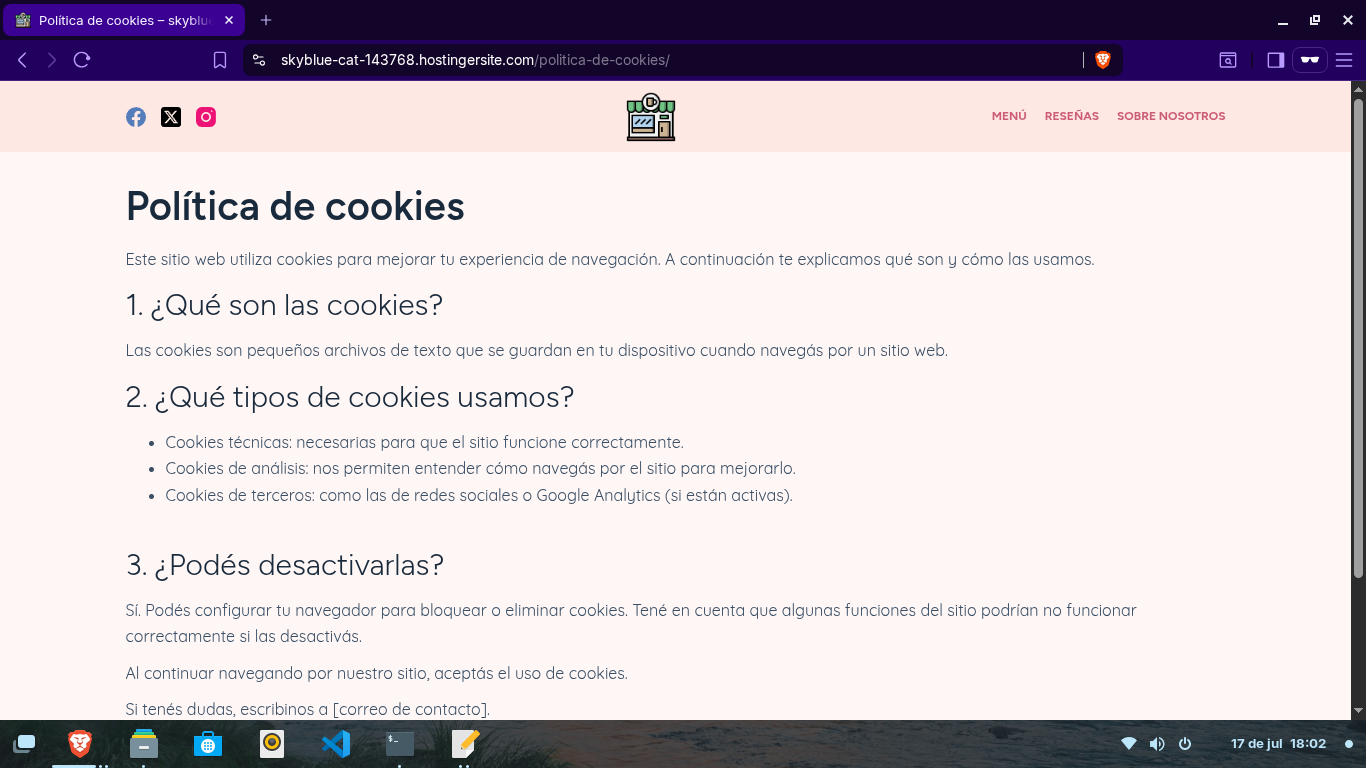 Política de cookies – skyblu
skyblue-cat-143768.hostingersite.com/politica-de-cookies/
MENÚ RESEÑAS SOBRE NOSOTROS
Política de cookies
Este sitio web utiliza cookies para mejorar tu experiencia de navegación. A continuación te explicamos qué son y cómo las usamos.
1. ¿Qué son las cookies?
Las cookies son pequeños archivos de texto que se guardan en tu dispositivo cuando navegás por un sitio web.
2. ¿Qué tipos de cookies usamos?
• Cookies técnicas: necesarias para que el sitio funcione correctamente.
• Cookies de análisis: nos permiten entender cómo navegás por el sitio para mejorarlo.
• Cookies de terceros: como las de redes sociales o Google Analytics (si están activas).
3. ¿Podés desactivarlas?
Sí. Podés configurar tu navegador para bloquear o eliminar cookies. Tené en cuenta que algunas funciones del sitio podrían no funcionar
correctamente si las desactivás.
Al continuar navegando por nuestro sitio, aceptás el uso de cookies.
Si tenés dudas, escribinos a [correo de contacto].
17 de jul 18:02